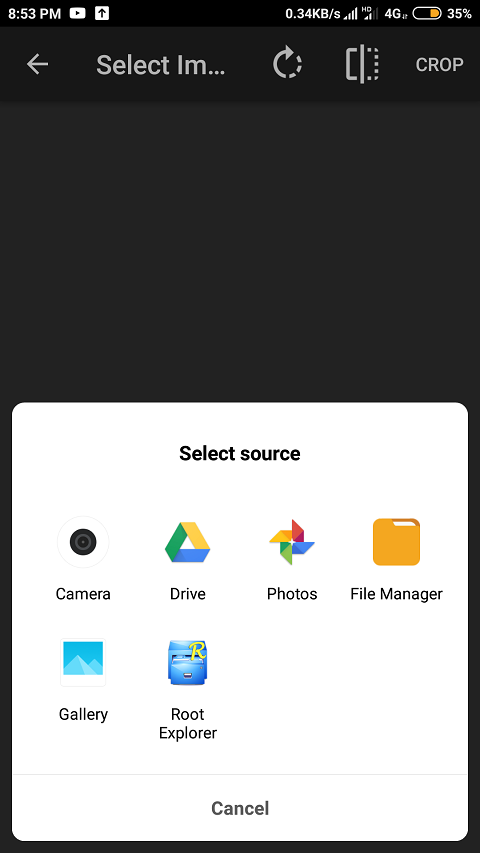 8:53 PM 0.34KB/s HD 4G 35%
Select Im... CROP
Select source
Camera Drive Photos File Manager
Gallery Root
Explorer
Cancel